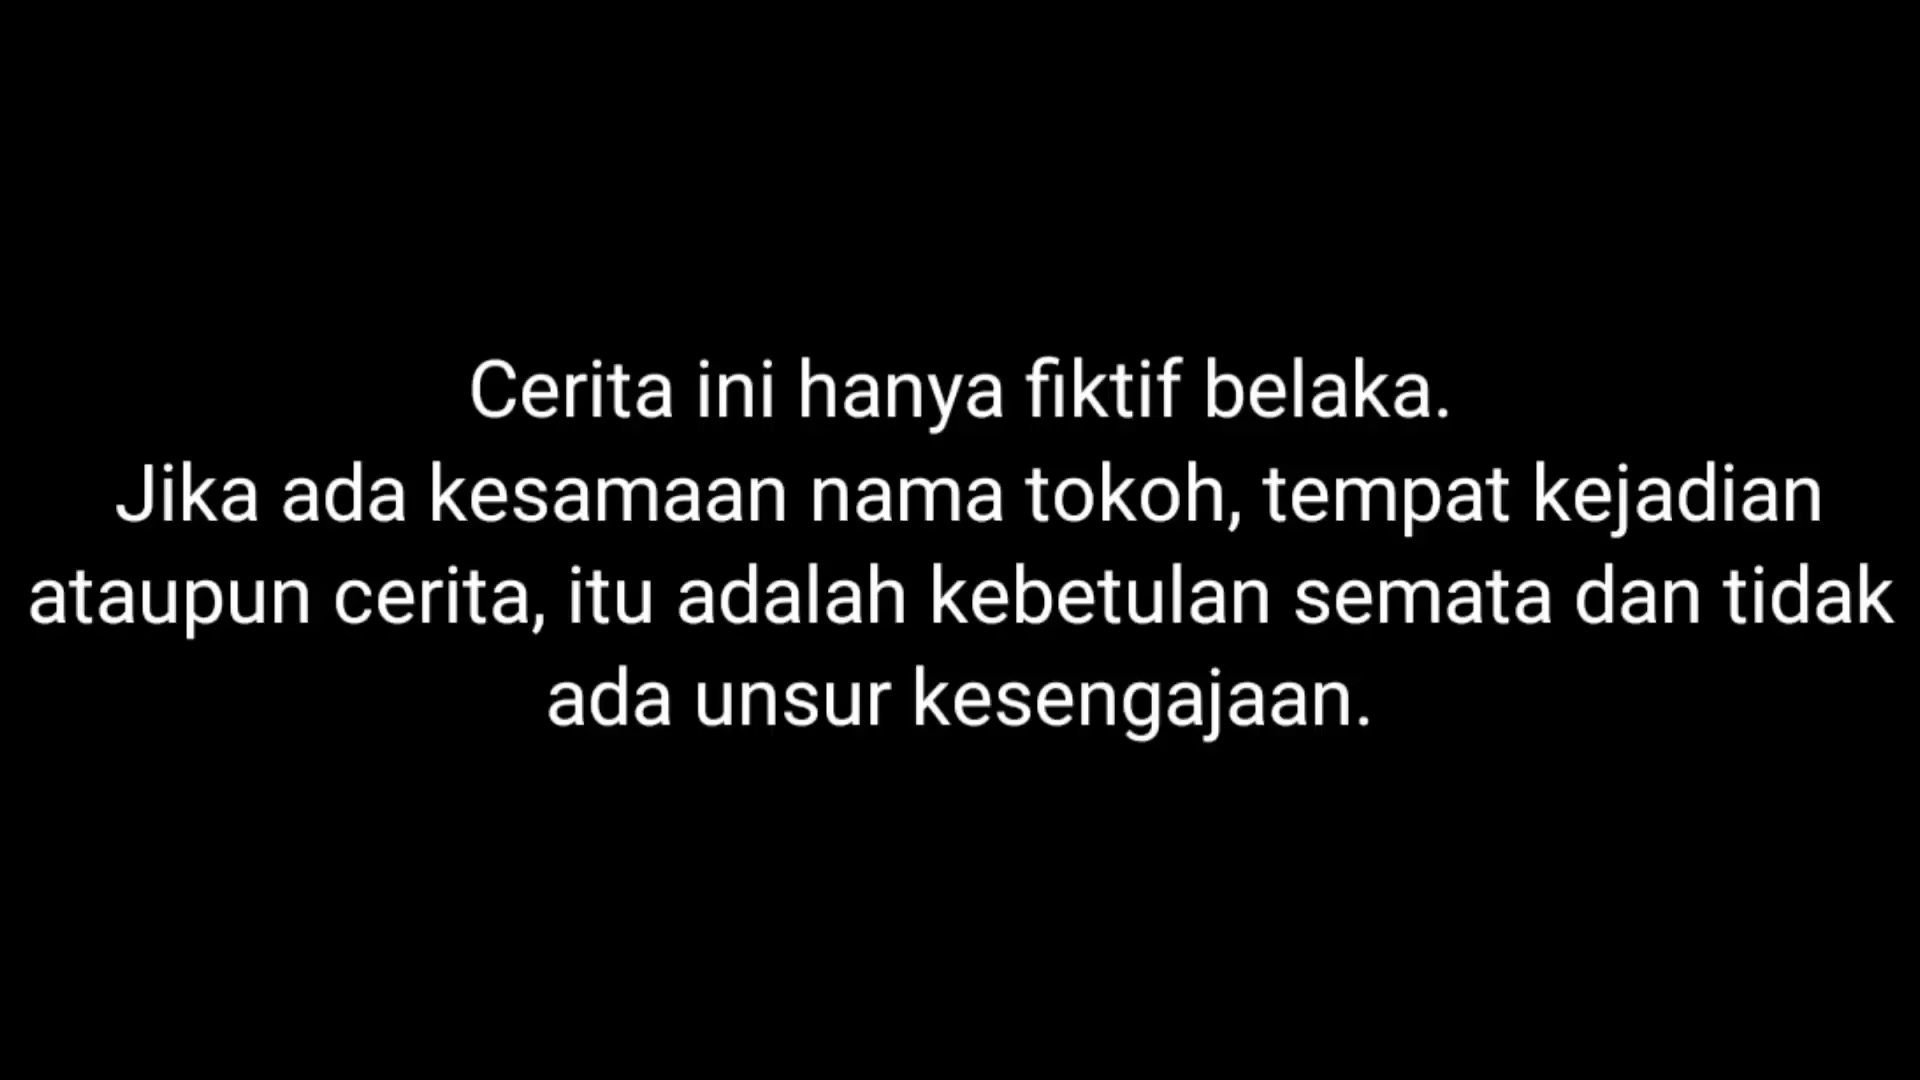 Cerita ini hanya fiktif belaka.
Jika ada kesamaan nama tokoh, tempat kejadian
ataupun cerita, itu adalah kebetulan semata dan tidak
ada unsur kesengajaan.